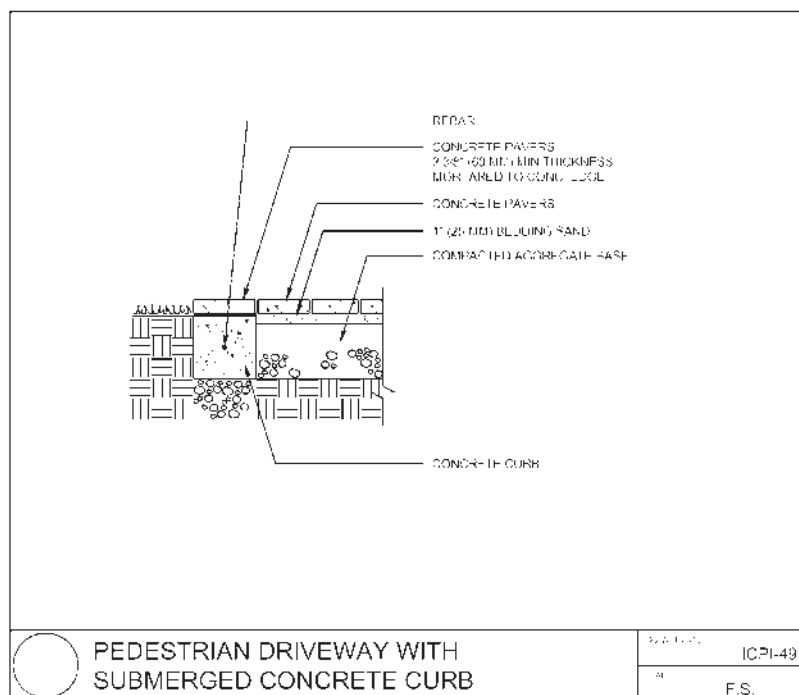 REBAR
CONCRETE PAVERS
2 3/8" (60 MM) MIN THICKNESS
MORTARED TO CONC. EDGE
CONCRETE PAVERS
1" (25 MM) BEDDING SAND
COMPACTED AGGREGATE BASE
CONCRETE CURB
PEDESTRIAN DRIVEWAY WITH
SUBMERGED CONCRETE CURB
ICPI-49
F.S.